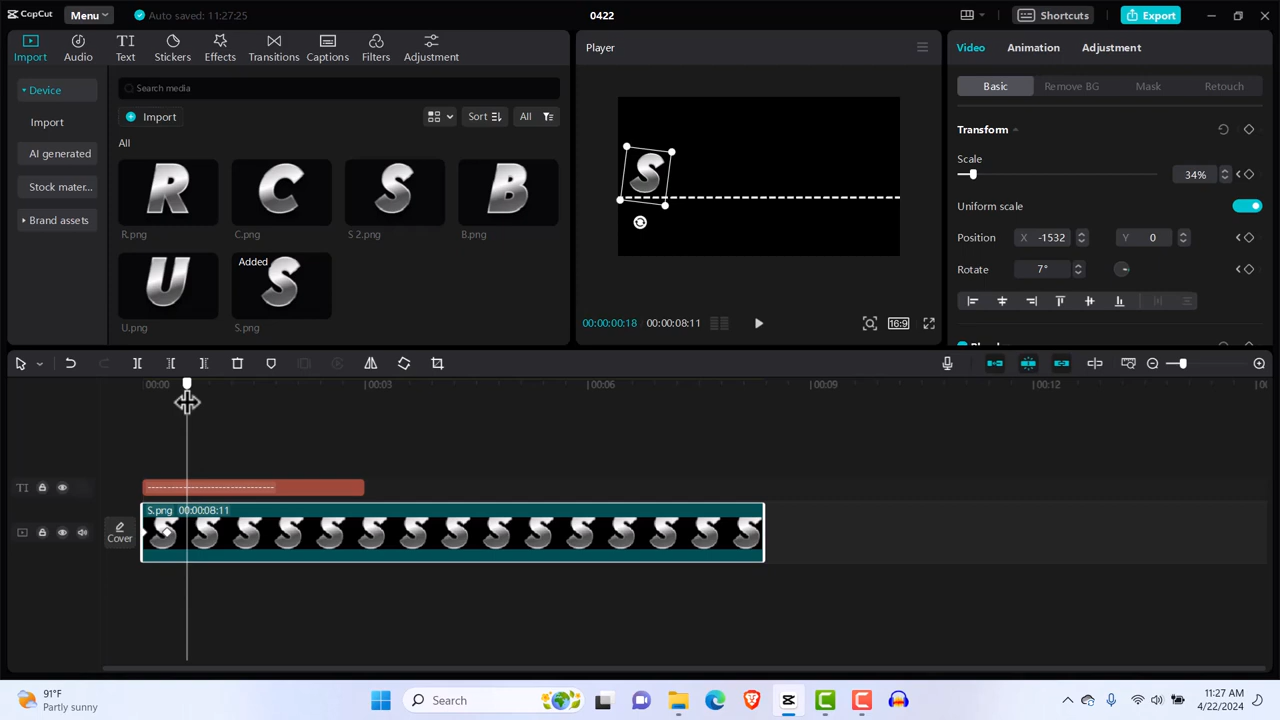 CapCut
Menu
Auto saved: 11:27:25
0422
Shortcuts
Export
Import
Audio
Text
Stickers
Effects
Transitions
Captions
Filters
Adjustment
Device
Import
AI generated
Stock mater...
Brand assets
Search media
Import
Sort
All
All
R
R.png
C
C.png
S
S 2.png
B
B.png
U
U.png
Added
S
S.png
Player
S
00:00:00:18
00:00:08:11
16:9
Video
Animation
Adjustment
Basic
Remove BG
Mask
Retouch
Transform
Scale
34%
Uniform scale
Position
X -1532
Y 0
Rotate
7°
00:00
00:03
00:06
00:09
00:12
TI
Cover
S.png 00:00:08:11
S S S S S S S S S S S S S S S
91°F
Partly sunny
Search
11:27 AM
4/22/2024